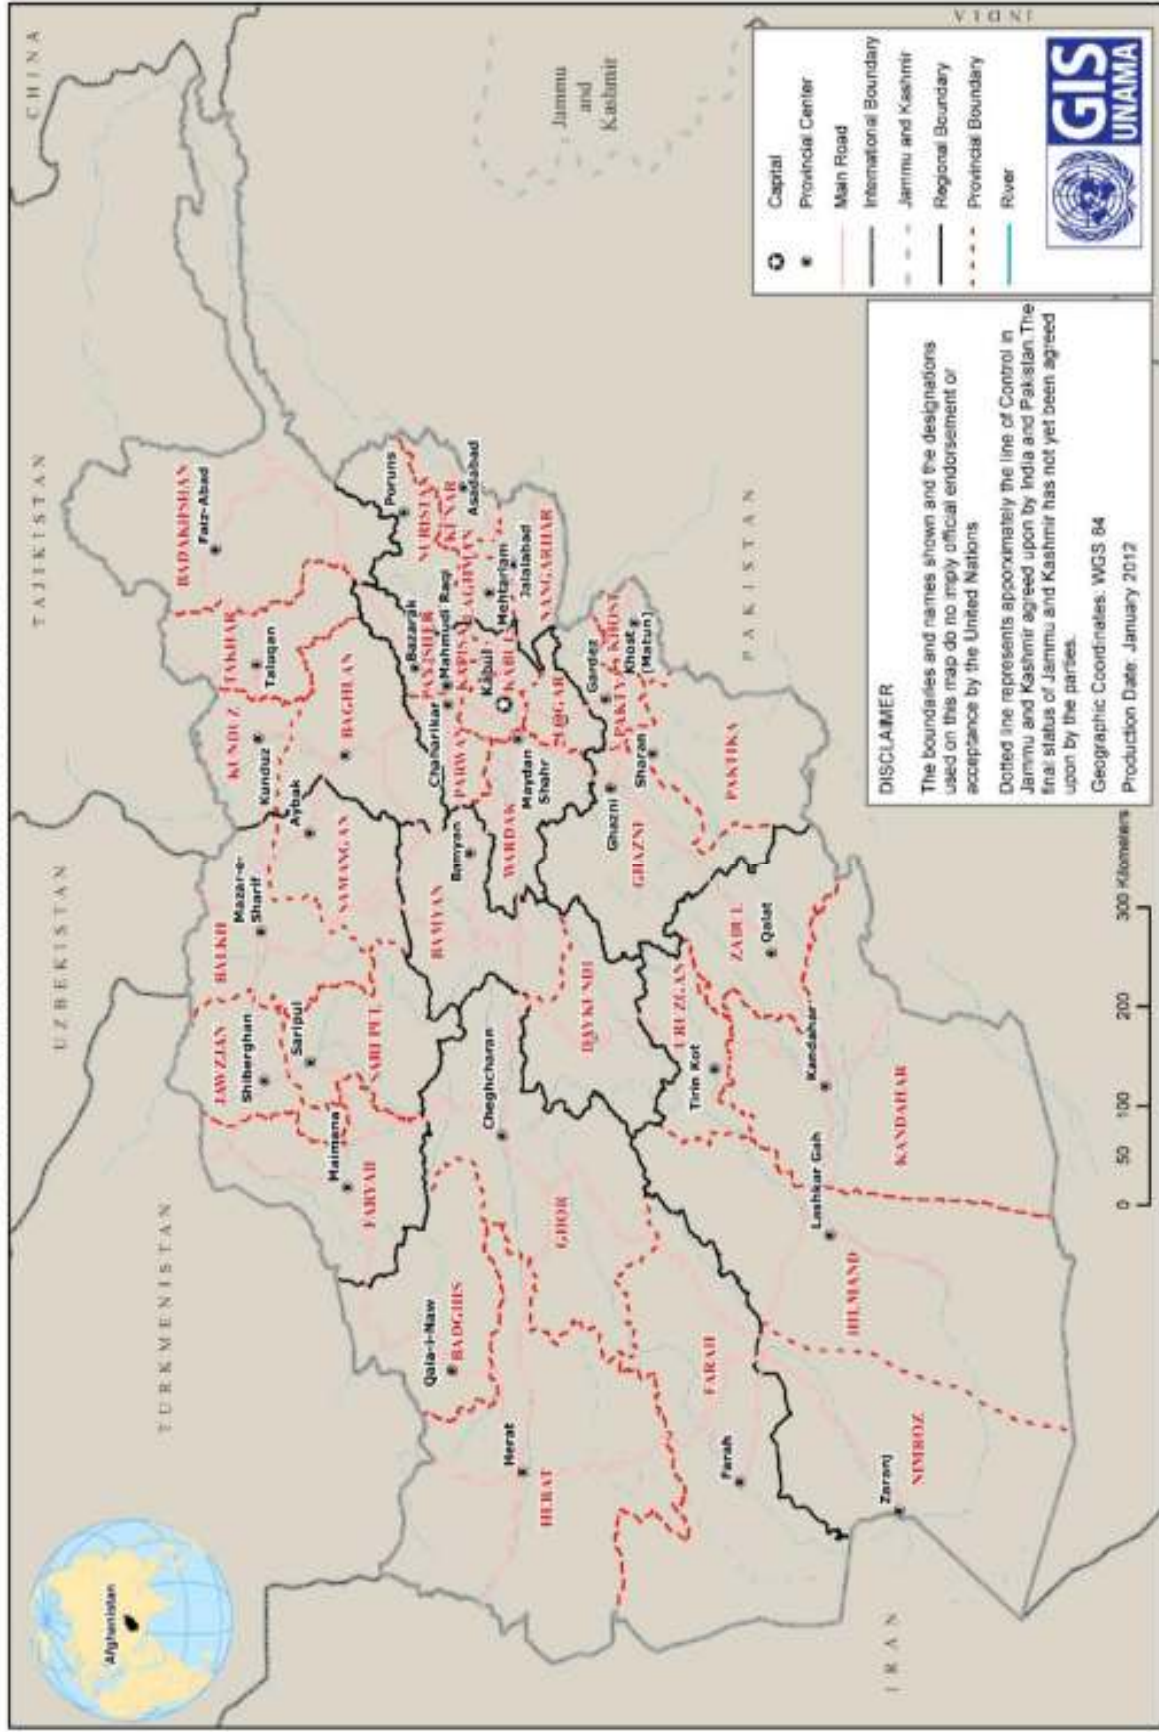 CHINA
TAJIKISTAN
UZBEKISTAN
TURKMENISTAN
Afghanistan
INDIA
Jammu
and
Kashmir
PAKISTAN
IRAN
BADAKHSHAN
Faiz-Abad
TAKHAR
Taluqan
KUNDUZ
Kunduz
BAGHLAN
Aybak
SAMANGAN
BALKH
Mazar-e-
Sharif
JAWZJAN
Shiberghan
Saripul
SARI PUL
Maimana
FARYAB
Qala-i-Naw
BADGHIS
Herat
HERAT
Cheghcharan
GHOR
BAMYAN
Bamyan
DAYKUNDI
Poruns
NURISTAN
KUNAR
Asadabad
LAGHMAN
Mehtarlam
Jalalabad
NANGARHAR
Bazarak
PANJSHER
Mahmudi Raqi
KAPISA
Charikar
PARWAN
Kabul
KABUL
Maydan
Shahr
WARDAK
LOGAR
Gardez
PAKTYA
KHOST
Khost
(Matun)
Sharan
PAKTIKA
Ghazni
GHAZNI
URUZGAN
Tirin Kot
ZABUL
Qalat
Kandahar
KANDAHAR
Lashkar Gah
HILMAND
FARAH
Farah
Zaranj
NIMROZ
Capital
Provincial Center
Main Road
International Boundary
Jammu and Kashmir
Regional Boundary
Provincial Boundary
River
GIS
UNAMA
DISCLAIMER
The boundaries and names shown and the designations
used on this map do no imply official endorsement or
acceptance by the United Nations
Dotted line represents apporximately the line of Control in
Jammu and Kashmir agreed upon by India and Pakistan.The
final status of Jammu and Kashmir has not yet been agreed
upon by the parties.
Geographic Coordinates. WGS 84
Production Date: January 2012
0 50 100 200 300 Kilometers